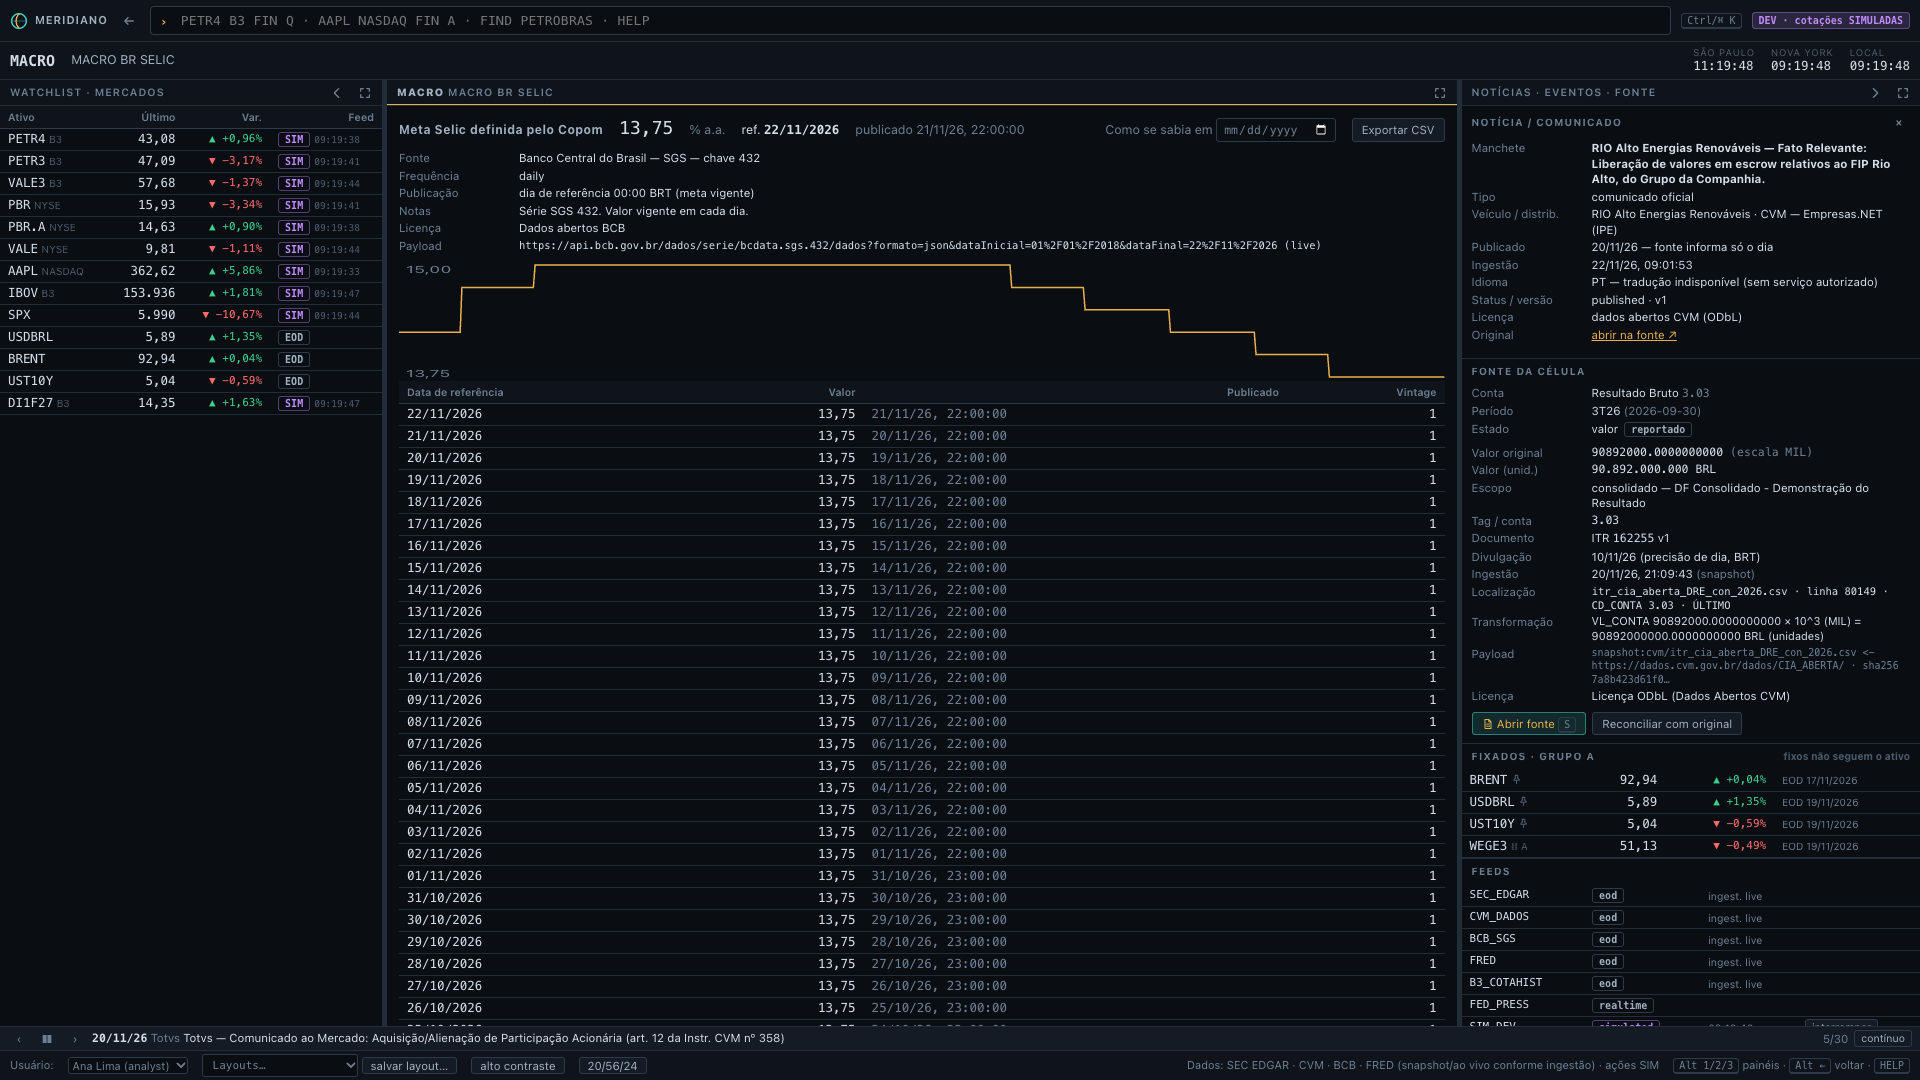 MERIDIANO ← › PETR4 B3 FIN Q · AAPL NASDAQ FIN A · FIND PETROBRAS · HELP Ctrl/⌘ K DEV · cotações SIMULADAS
MACRO MACRO BR SELIC
SÃO PAULO NOVA YORK LOCAL
11:19:48 09:19:48 09:19:48
WATCHLIST · MERCADOS
Ativo Último Var. Feed
PETR4 B3 43,08 ▲ +0,96% SIM 09:19:38
PETR3 B3 47,09 ▼ −3,17% SIM 09:19:41
VALE3 B3 57,68 ▼ −1,37% SIM 09:19:44
PBR NYSE 15,93 ▼ −3,34% SIM 09:19:41
PBR.A NYSE 14,63 ▲ +0,90% SIM 09:19:38
VALE NYSE 9,81 ▼ −1,11% SIM 09:19:44
AAPL NASDAQ 362,62 ▲ +5,86% SIM 09:19:33
IBOV B3 153.936 ▲ +1,81% SIM 09:19:47
SPX 5.990 ▼ −10,67% SIM 09:19:44
USDBRL 5,89 ▲ +1,35% EOD
BRENT 92,94 ▲ +0,04% EOD
UST10Y 5,04 ▼ −0,59% EOD
DI1F27 B3 14,35 ▲ +1,63% SIM 09:19:47
MACRO MACRO BR SELIC
Meta Selic definida pelo Copom 13,75 % a.a. ref. 22/11/2026 publicado 21/11/26, 22:00:00 Como se sabia em mm/dd/yyyy Exportar CSV
Fonte Banco Central do Brasil — SGS — chave 432
Frequência daily
Publicação dia de referência 00:00 BRT (meta vigente)
Notas Série SGS 432. Valor vigente em cada dia.
Licença Dados abertos BCB
Payload https://api.bcb.gov.br/dados/serie/bcdata.sgs.432/dados?formato=json&dataInicial=01%2F01%2F2018&dataFinal=22%2F11%2F2026 (live)
15,00
13,75
Data de referência Valor Publicado Vintage
22/11/2026 13,75 21/11/26, 22:00:00 1
21/11/2026 13,75 20/11/26, 22:00:00 1
20/11/2026 13,75 19/11/26, 22:00:00 1
19/11/2026 13,75 18/11/26, 22:00:00 1
18/11/2026 13,75 17/11/26, 22:00:00 1
17/11/2026 13,75 16/11/26, 22:00:00 1
16/11/2026 13,75 15/11/26, 22:00:00 1
15/11/2026 13,75 14/11/26, 22:00:00 1
14/11/2026 13,75 13/11/26, 22:00:00 1
13/11/2026 13,75 12/11/26, 22:00:00 1
12/11/2026 13,75 11/11/26, 22:00:00 1
11/11/2026 13,75 10/11/26, 22:00:00 1
10/11/2026 13,75 09/11/26, 22:00:00 1
09/11/2026 13,75 08/11/26, 22:00:00 1
08/11/2026 13,75 07/11/26, 22:00:00 1
07/11/2026 13,75 06/11/26, 22:00:00 1
06/11/2026 13,75 05/11/26, 22:00:00 1
05/11/2026 13,75 04/11/26, 22:00:00 1
04/11/2026 13,75 03/11/26, 22:00:00 1
03/11/2026 13,75 02/11/26, 22:00:00 1
02/11/2026 13,75 01/11/26, 22:00:00 1
01/11/2026 13,75 31/10/26, 23:00:00 1
31/10/2026 13,75 30/10/26, 23:00:00 1
30/10/2026 13,75 29/10/26, 23:00:00 1
29/10/2026 13,75 28/10/26, 23:00:00 1
28/10/2026 13,75 27/10/26, 23:00:00 1
27/10/2026 13,75 26/10/26, 23:00:00 1
26/10/2026 13,75 25/10/26, 23:00:00 1
NOTÍCIAS · EVENTOS · FONTE
NOTÍCIA / COMUNICADO ×
Manchete RIO Alto Energias Renováveis — Fato Relevante:
Liberação de valores em escrow relativos ao FIP Rio
Alto, do Grupo da Companhia.
Tipo comunicado oficial
Veículo / distrib. RIO Alto Energias Renováveis · CVM — Empresas.NET
(IPE)
Publicado 20/11/26 — fonte informa só o dia
Ingestão 22/11/26, 09:01:53
Idioma PT — tradução indisponível (sem serviço autorizado)
Status / versão published · v1
Licença dados abertos CVM (ODbL)
Original abrir na fonte ↗
FONTE DA CÉLULA
Conta Resultado Bruto 3.03
Período 3T26 (2026-09-30)
Estado valor reportado
Valor original 90892000.0000000000 (escala MIL)
Valor (unid.) 90.892.000.000 BRL
Escopo consolidado — DF Consolidado - Demonstração do
Resultado
Tag / conta 3.03
Documento ITR 162255 v1
Divulgação 10/11/26 (precisão de dia, BRT)
Ingestão 20/11/26, 21:09:43 (snapshot)
Localização itr_cia_aberta_DRE_con_2026.csv · linha 80149 ·
CD_CONTA 3.03 · ÚLTIMO
Transformação VL_CONTA 90892000.0000000000 × 10^3 (MIL) =
90892000000.0000000000 BRL (unidades)
Payload snapshot:cvm/itr_cia_aberta_DRE_con_2026.csv <—
https://dados.cvm.gov.br/dados/CIA_ABERTA/ · sha256
7a8b423d61f0…
Licença Licença ODbL (Dados Abertos CVM)
Abrir fonte S Reconciliar com original
FIXADOS · GRUPO A fixos não seguem o ativo
BRENT 92,94 ▲ +0,04% EOD 17/11/2026
USDBRL 5,89 ▲ +1,35% EOD 19/11/2026
UST10Y 5,04 ▼ −0,59% EOD 19/11/2026
WEGE3 A 51,13 ▼ −0,49% EOD 19/11/2026
FEEDS
SEC_EDGAR eod ingest. live
CVM_DADOS eod ingest. live
BCB_SGS eod ingest. live
FRED eod ingest. live
B3_COTAHIST eod ingest. live
FED_PRESS realtime
‹ › 20/11/26 Totvs Totvs — Comunicado ao Mercado: Aquisição/Alienação de Participação Acionária (art. 12 da Instr. CVM nº 358) 5/30 contínuo
Usuário: Ana Lima (analyst) Layouts… salvar layout… alto contraste 20/56/24 Dados: SEC EDGAR · CVM · BCB · FRED (snapshot/ao vivo conforme ingestão) · ações SIM Alt 1/2/3 painéis · Alt ← voltar · HELP